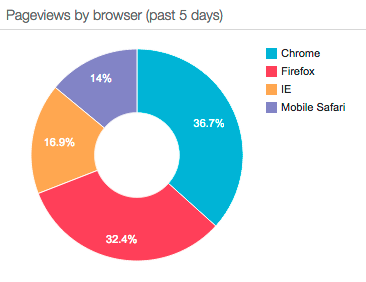 Pageviews by browser (past 5 days)
Chrome
Firefox
IE
Mobile Safari
36.7%
32.4%
16.9%
14%